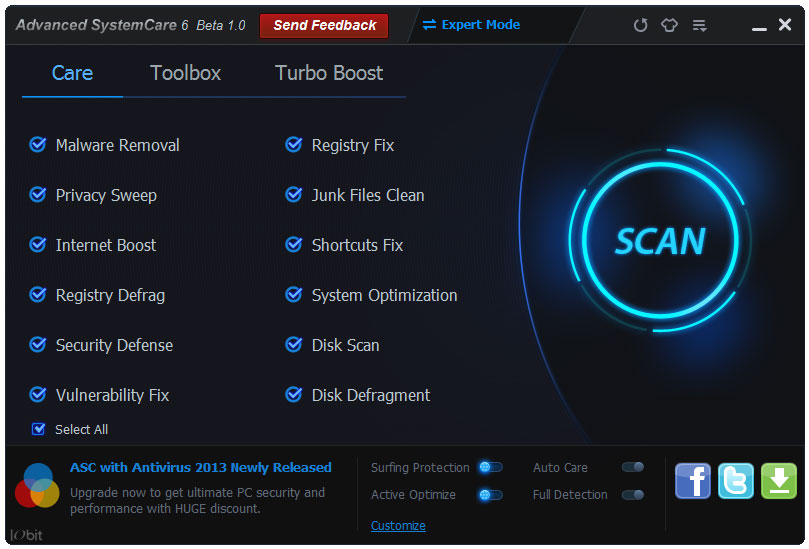 Advanced SystemCare 6 Beta 1.0
Send Feedback
Expert Mode
Care
Toolbox
Turbo Boost
Malware Removal
Registry Fix
Privacy Sweep
Junk Files Clean
Internet Boost
Shortcuts Fix
Registry Defrag
System Optimization
Security Defense
Disk Scan
Vulnerability Fix
Disk Defragment
Select All
SCAN
ASC with Antivirus 2013 Newly Released
Upgrade now to get ultimate PC security and
performance with HUGE discount.
IObit
Surfing Protection
Auto Care
Active Optimize
Full Detection
Customize
f
t